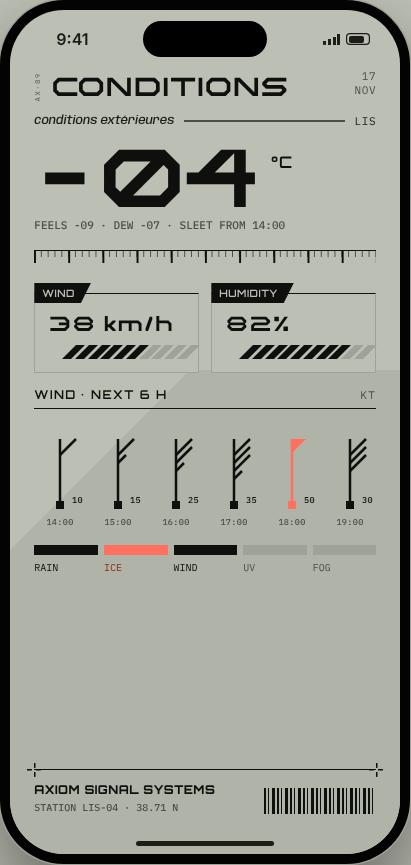 9:41
AX·09
CONDITIONS
17
NOV
conditions extérieures
LIS
-04 °C
FEELS -09 · DEW -07 · SLEET FROM 14:00
WIND
38 km/h
HUMIDITY
82%
WIND · NEXT 6 H
KT
10 15 25 35 50 30
14:00 15:00 16:00 17:00 18:00 19:00
RAIN ICE WIND UV FOG
AXIOM SIGNAL SYSTEMS
STATION LIS-04 · 38.71 N